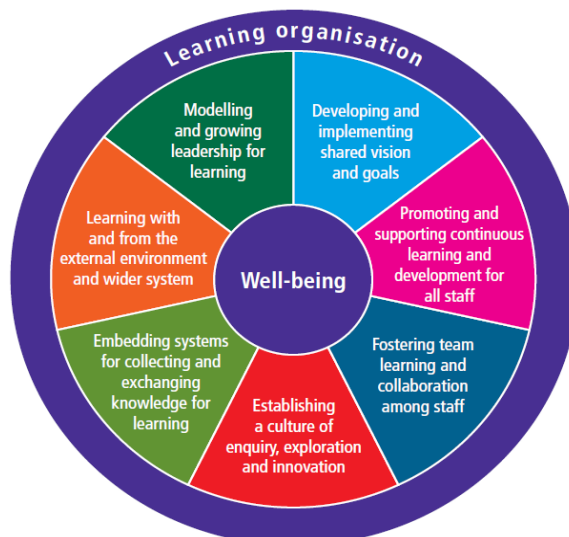 Learning organisation
Developing and
implementing
shared vision
and goals
Promoting and
supporting continuous
learning and
development for
all staff
Fostering team
learning and
collaboration
among staff
Establishing
a culture of
enquiry, exploration
and innovation
Embedding systems
for collecting and
exchanging
knowledge for
learning
Learning with
and from the
external environment
and wider system
Modelling
and growing
leadership for
learning
Well-being